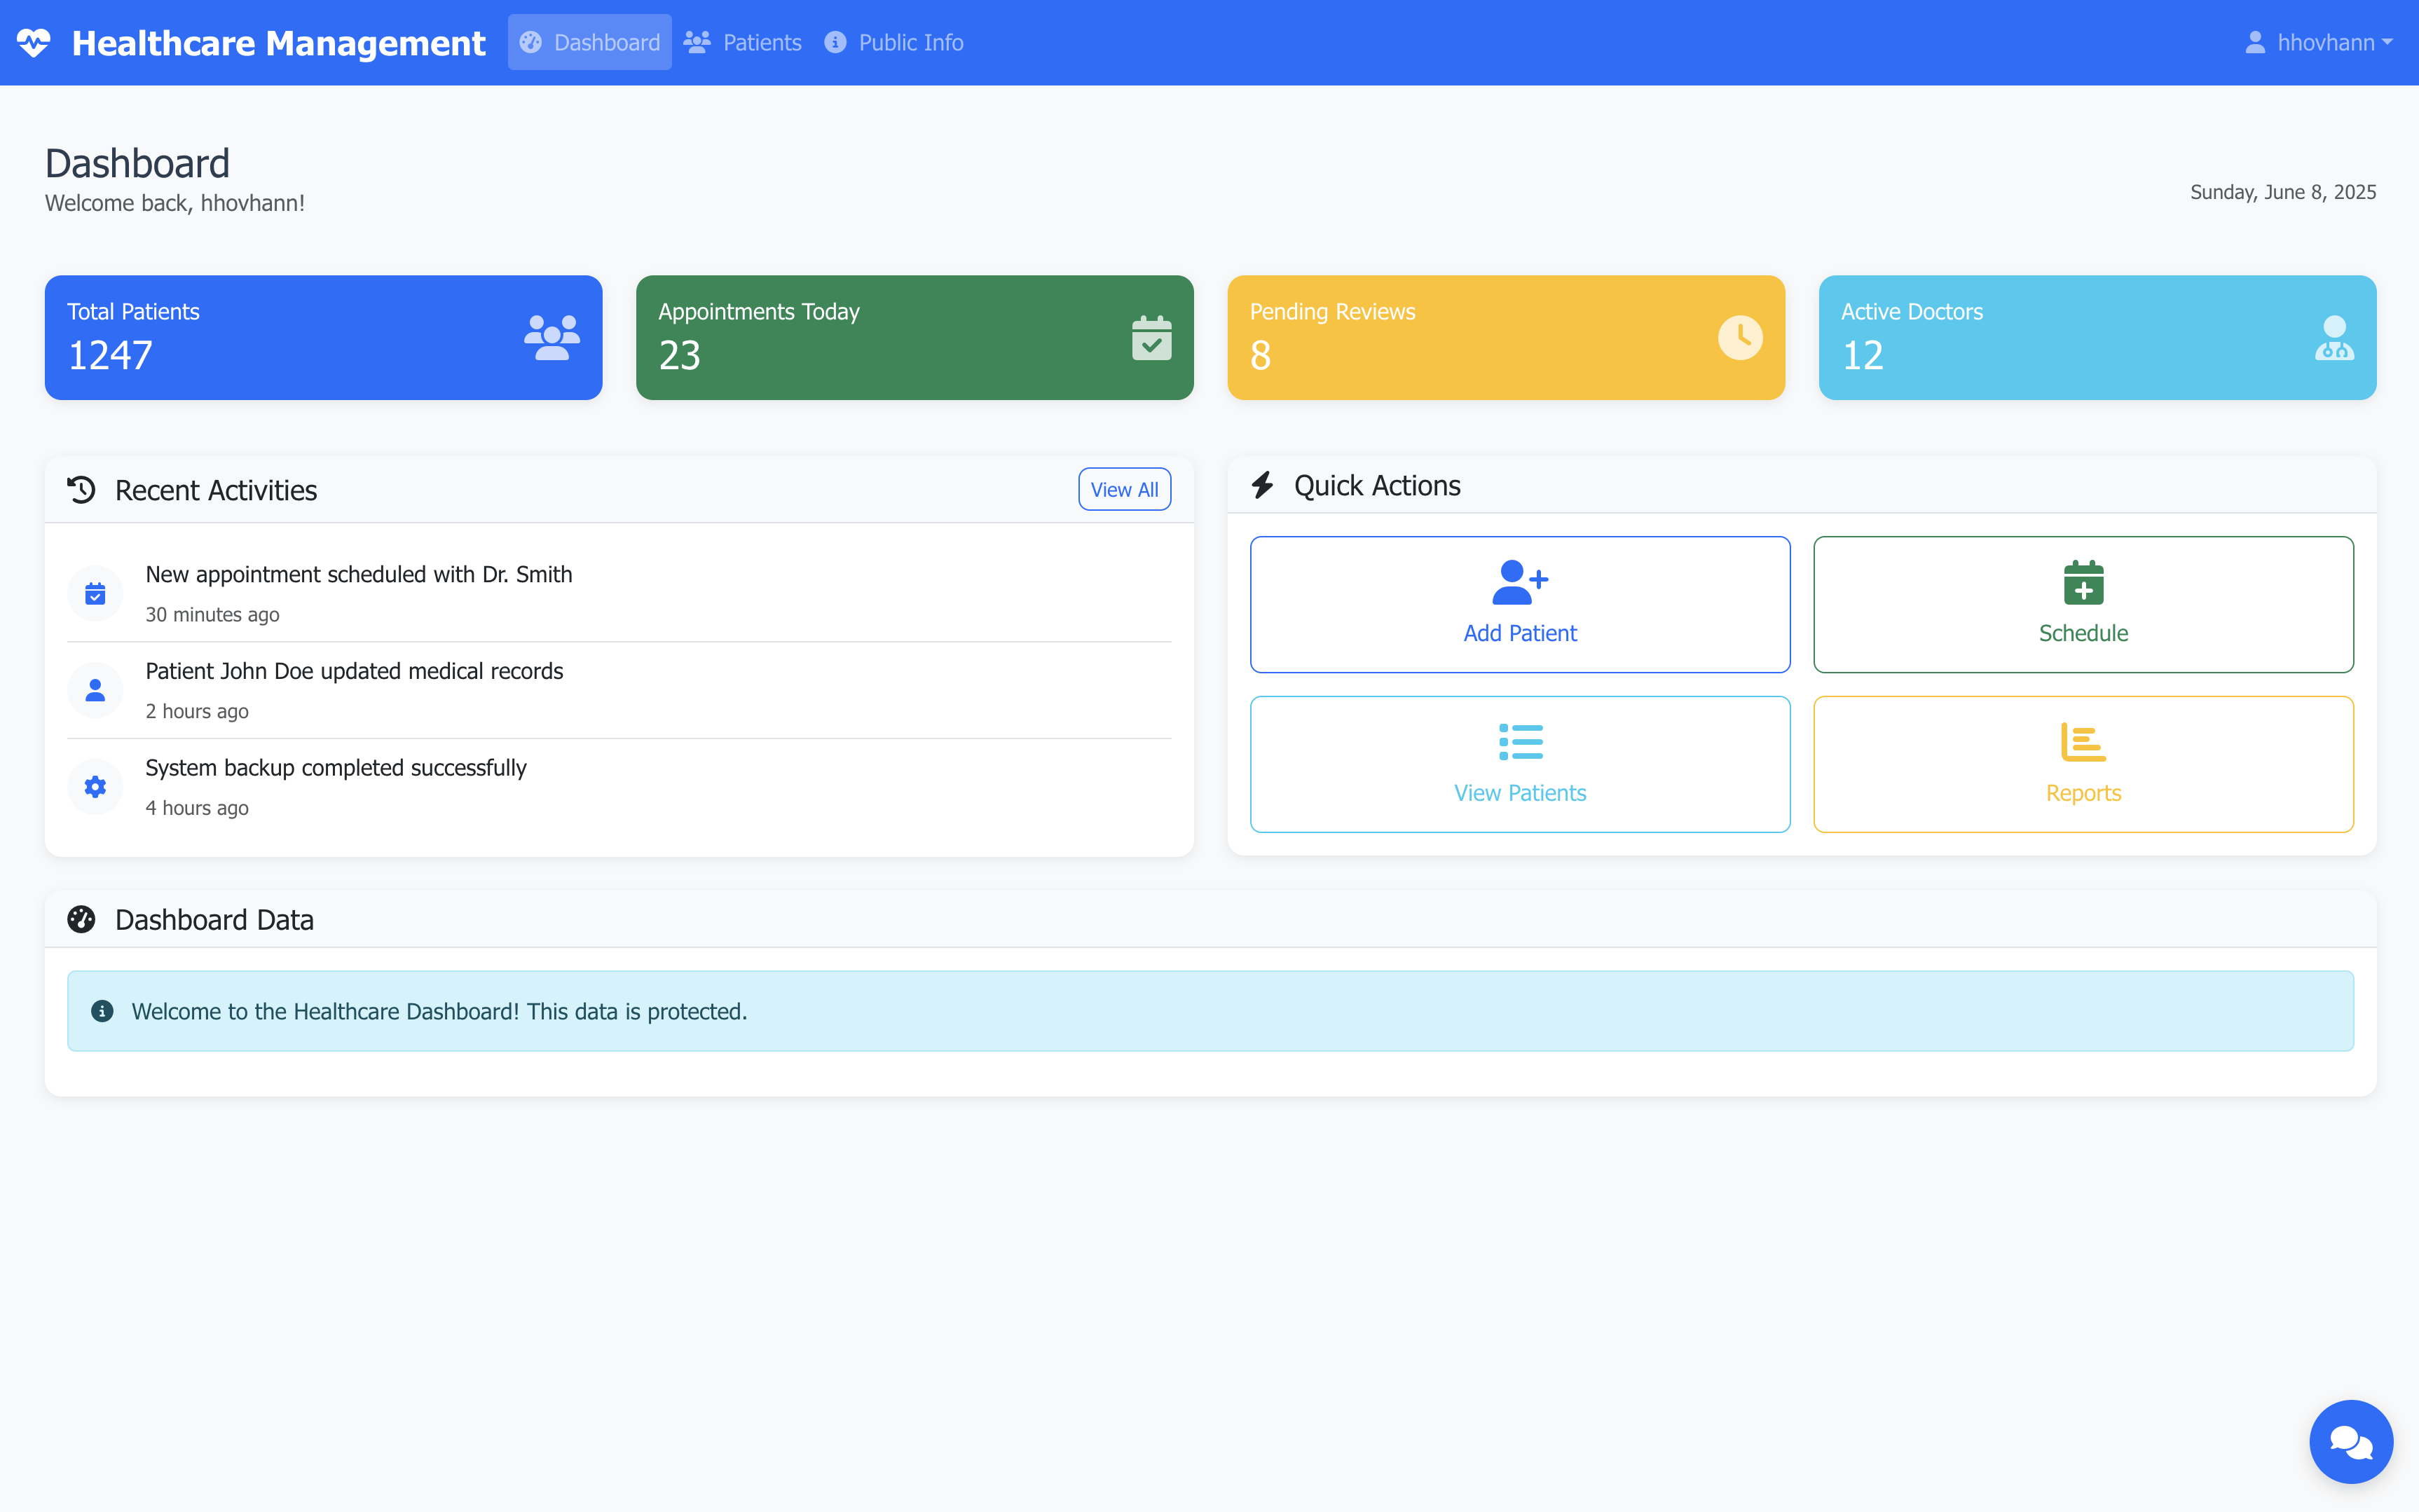 Healthcare Management
Dashboard
Patients
Public Info
hhovhann
Dashboard
Welcome back, hhovhann!
Sunday, June 8, 2025
Total Patients
1247
Appointments Today
23
Pending Reviews
8
Active Doctors
12
Recent Activities
View All
New appointment scheduled with Dr. Smith
30 minutes ago
Patient John Doe updated medical records
2 hours ago
System backup completed successfully
4 hours ago
Quick Actions
Add Patient
Schedule
View Patients
Reports
Dashboard Data
Welcome to the Healthcare Dashboard! This data is protected.